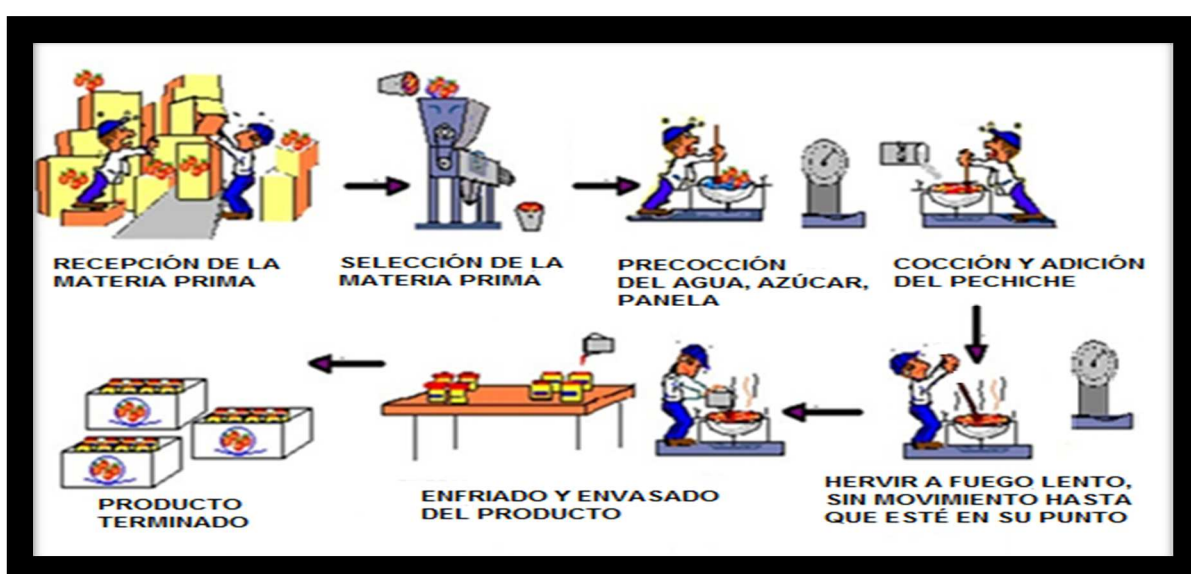 RECEPCIÓN DE LA
MATERIA PRIMA
SELECCIÓN DE LA
MATERIA PRIMA
PRECOCCIÓN
DEL AGUA, AZÚCAR,
PANELA
COCCIÓN Y ADICIÓN
DEL PECHICHE
HERVIR A FUEGO LENTO,
SIN MOVIMIENTO HASTA
QUE ESTÉ EN SU PUNTO
ENFRIADO Y ENVASADO
DEL PRODUCTO
PRODUCTO
TERMINADO